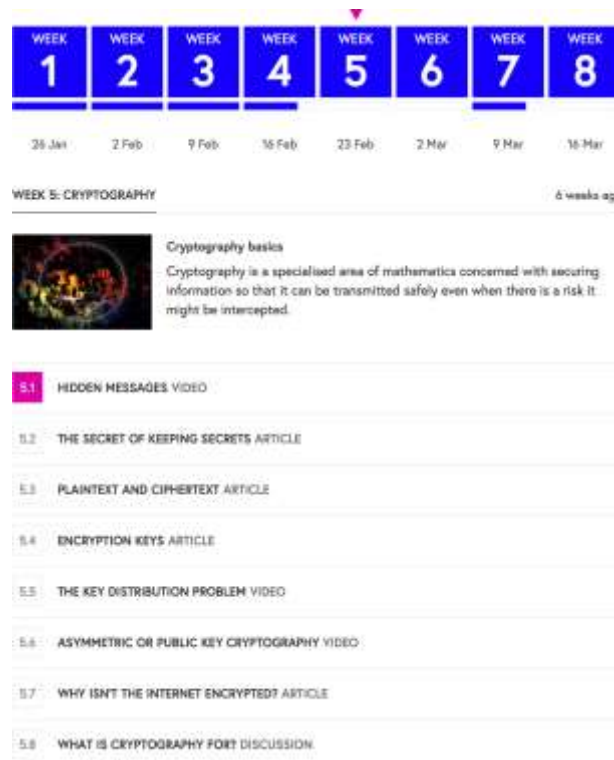 WEEK WEEK WEEK WEEK WEEK WEEK WEEK WEEK
1 2 3 4 5 6 7 8
26 Jan 2 Feb 9 Feb 16 Feb 23 Feb 2 Mar 9 Mar 16 Mar
WEEK 5: CRYPTOGRAPHY 6 weeks ag
Cryptography basics
Cryptography is a specialised area of mathematics concerned with securing
information so that it can be transmitted safely even when there is a risk it
might be intercepted.
5.1 HIDDEN MESSAGES VIDEO
5.2 THE SECRET OF KEEPING SECRETS ARTICLE
5.3 PLAINTEXT AND CIPHERTEXT ARTICLE
5.4 ENCRYPTION KEYS ARTICLE
5.5 THE KEY DISTRIBUTION PROBLEM VIDEO
5.6 ASYMMETRIC OR PUBLIC KEY CRYPTOGRAPHY VIDEO
5.7 WHY ISN'T THE INTERNET ENCRYPTED? ARTICLE
5.8 WHAT IS CRYPTOGRAPHY FOR? DISCUSSION